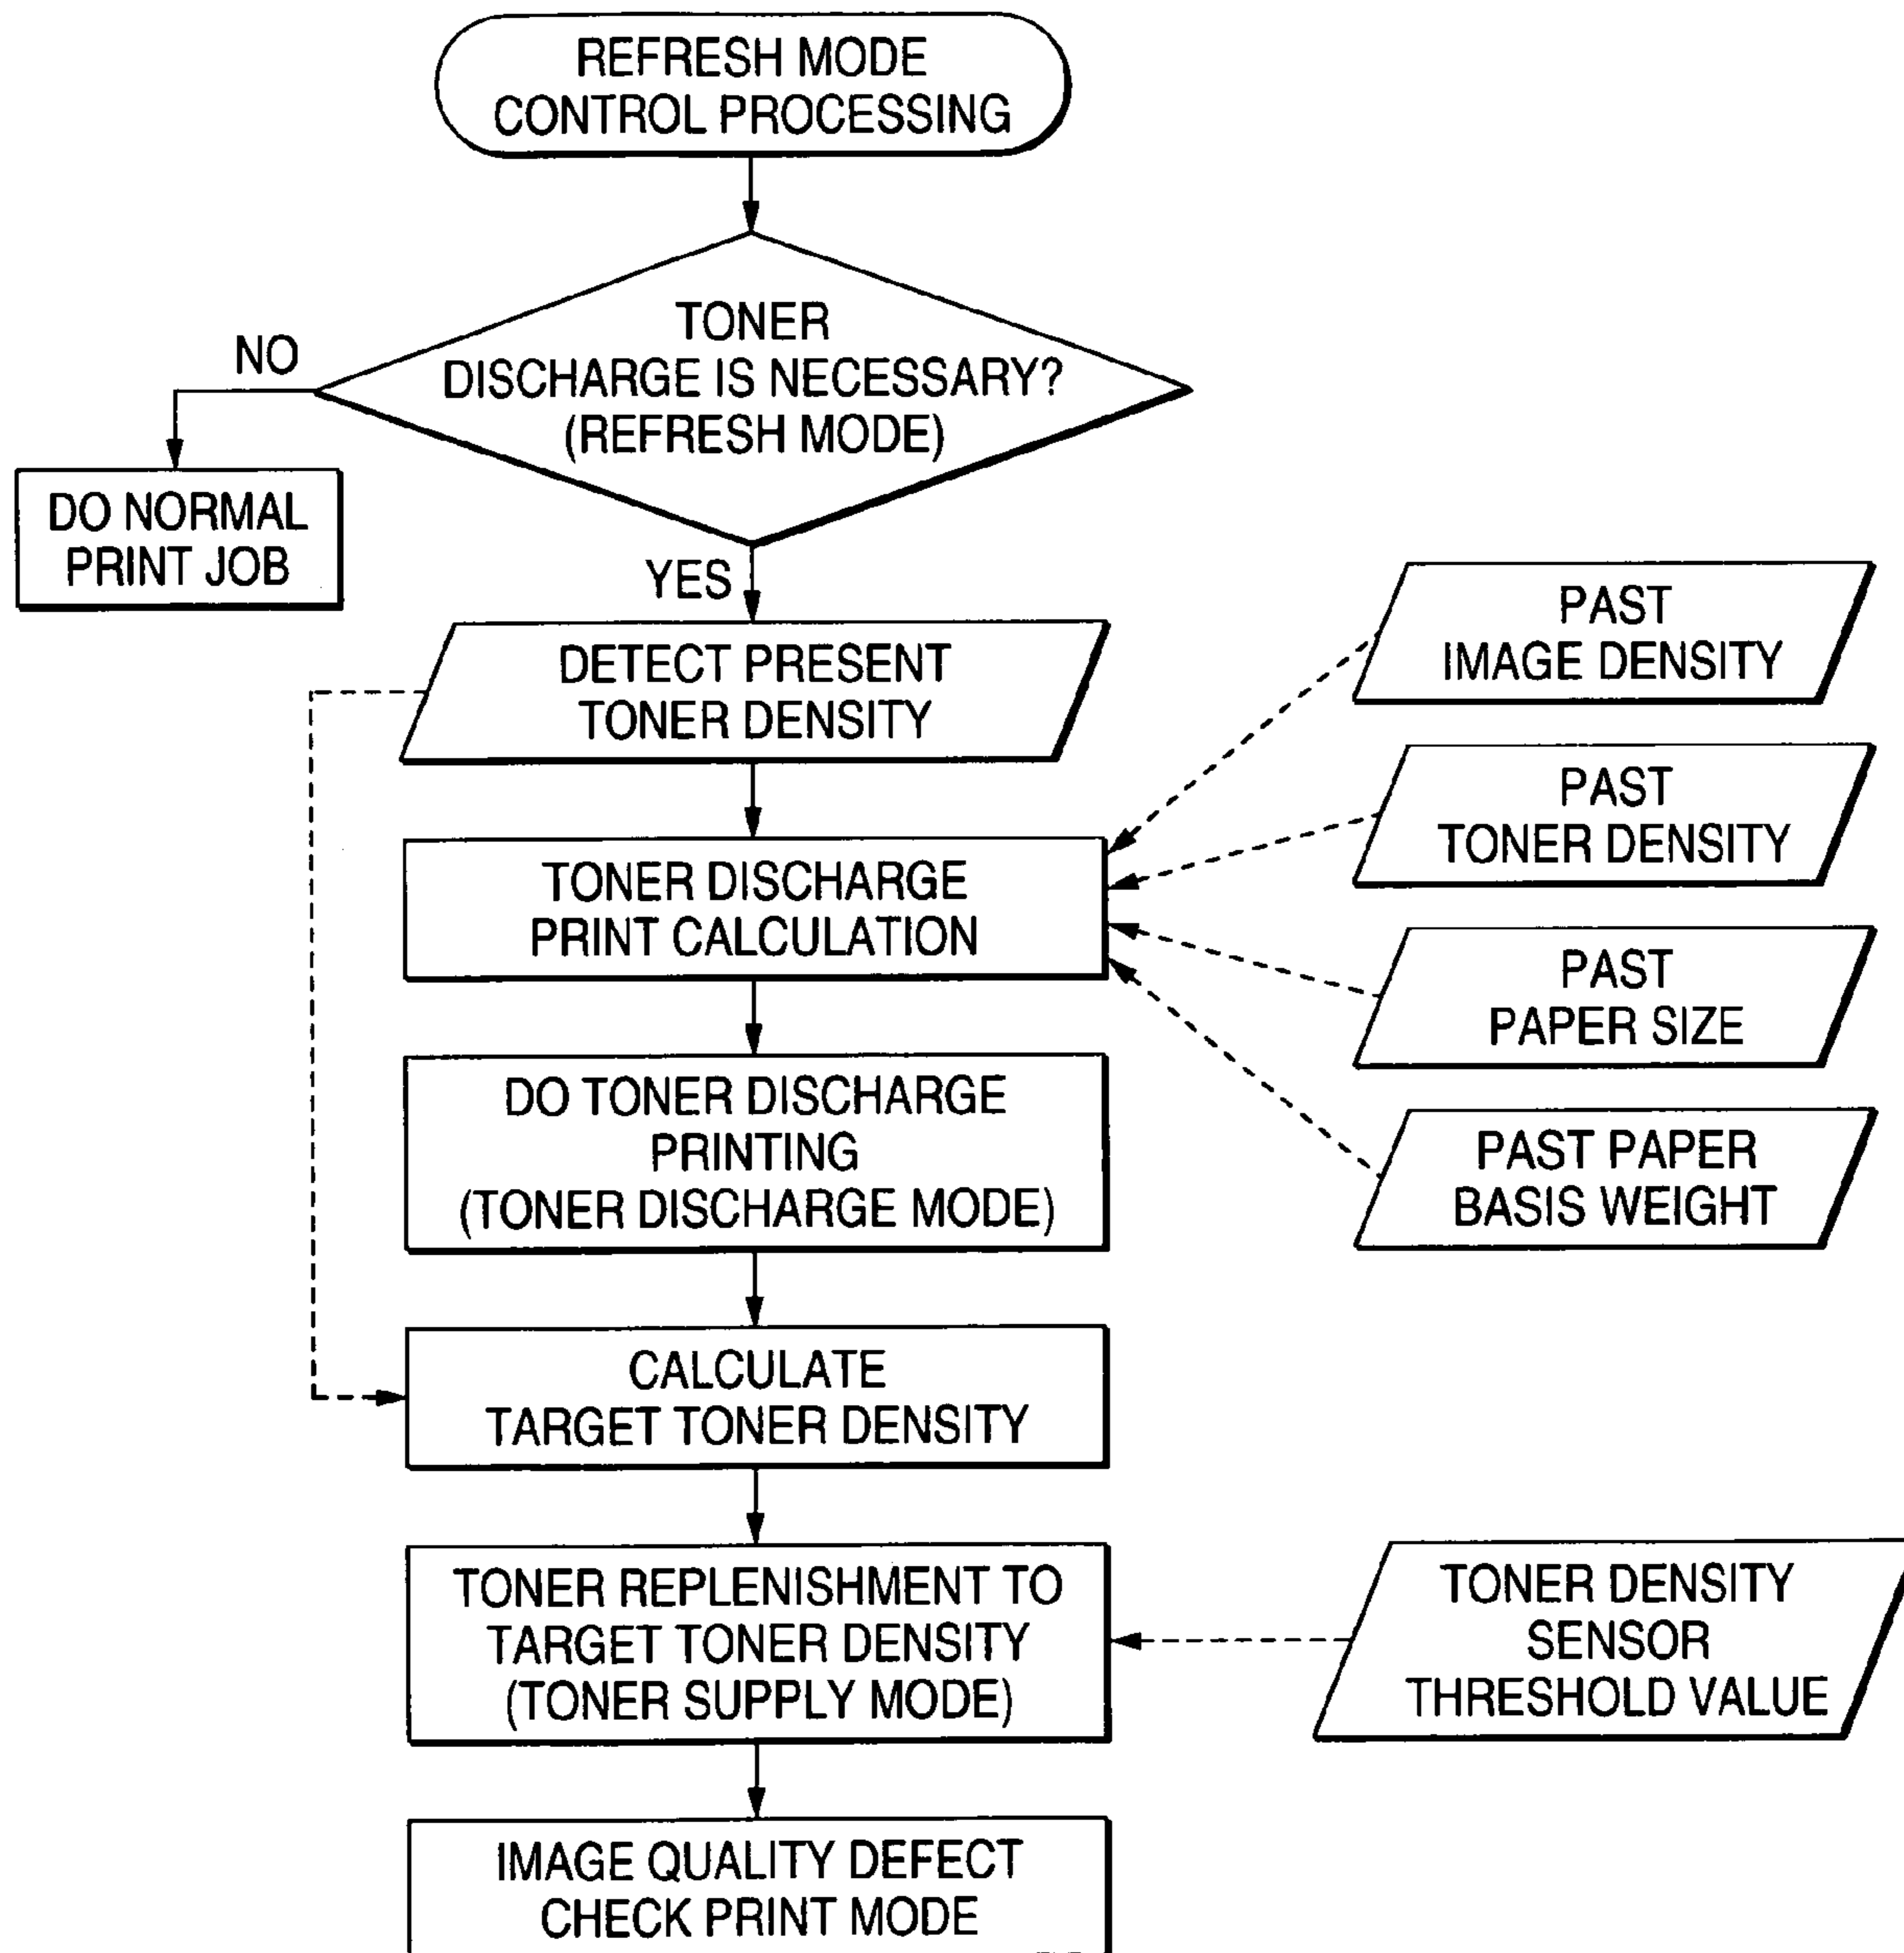 REFRESH MODE
CONTROL PROCESSING
TONER
DISCHARGE IS NECESSARY?
(REFRESH MODE)
NO
DO NORMAL
PRINT JOB
YES
DETECT PRESENT
TONER DENSITY
PAST
IMAGE DENSITY
PAST
TONER DENSITY
TONER DISCHARGE
PRINT CALCULATION
PAST
PAPER SIZE
DO TONER DISCHARGE
PRINTING
(TONER DISCHARGE MODE)
PAST PAPER
BASIS WEIGHT
CALCULATE
TARGET TONER DENSITY
TONER REPLENISHMENT TO
TARGET TONER DENSITY
(TONER SUPPLY MODE)
TONER DENSITY
SENSOR
THRESHOLD VALUE
IMAGE QUALITY DEFECT
CHECK PRINT MODE